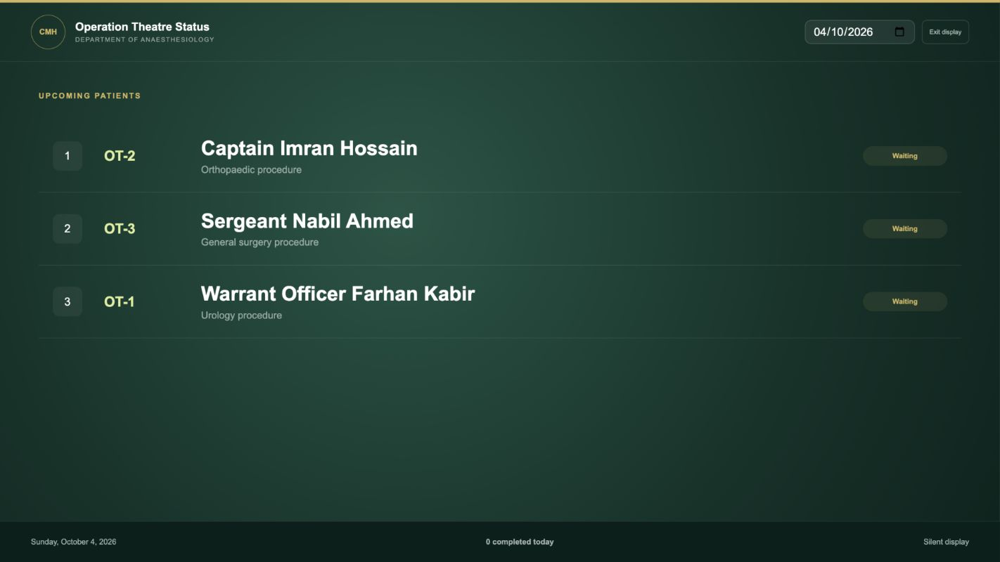 CMH
Operation Theatre Status
DEPARTMENT OF ANAESTHESIOLOGY
04/10/2026
Exit display
UPCOMING PATIENTS
1
OT-2
Captain Imran Hossain
Orthopaedic procedure
Waiting
2
OT-3
Sergeant Nabil Ahmed
General surgery procedure
Waiting
3
OT-1
Warrant Officer Farhan Kabir
Urology procedure
Waiting
Sunday, October 4, 2026
0 completed today
Silent display